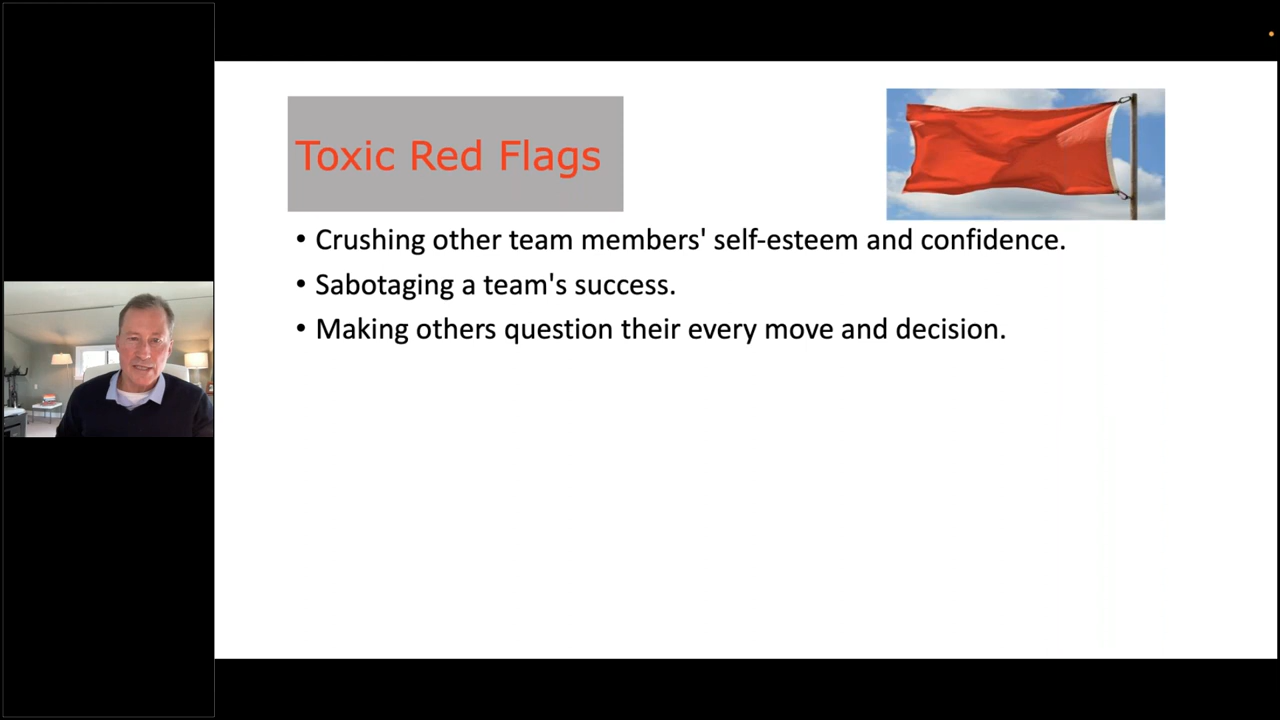 Toxic Red Flags
• Crushing other team members' self-esteem and confidence.
• Sabotaging a team's success.
• Making others question their every move and decision.